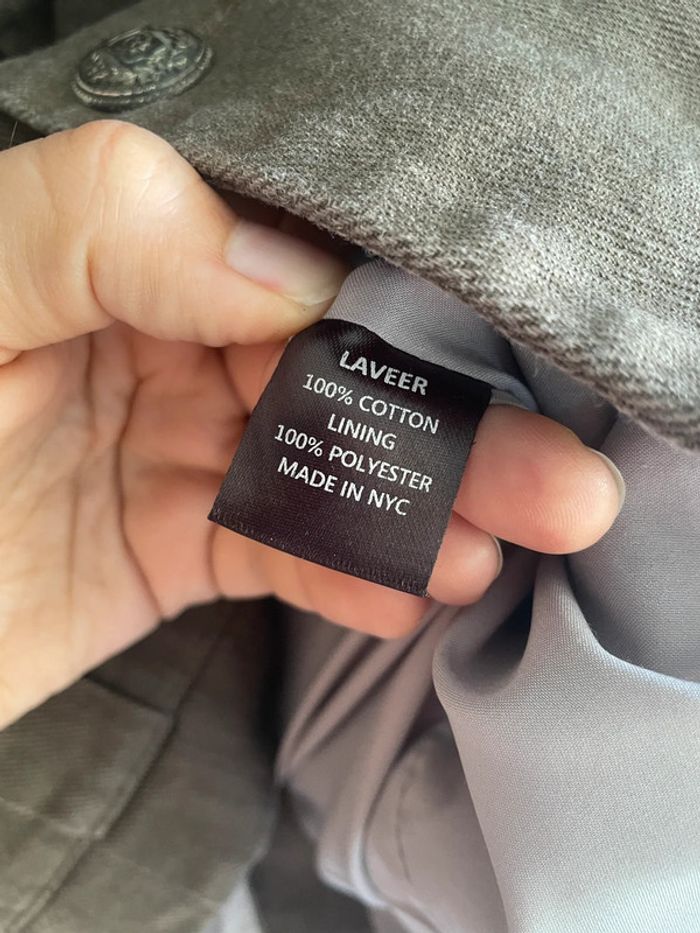 LAVEER
100% COTTON
LINING
100% POLYESTER
MADE IN NYC